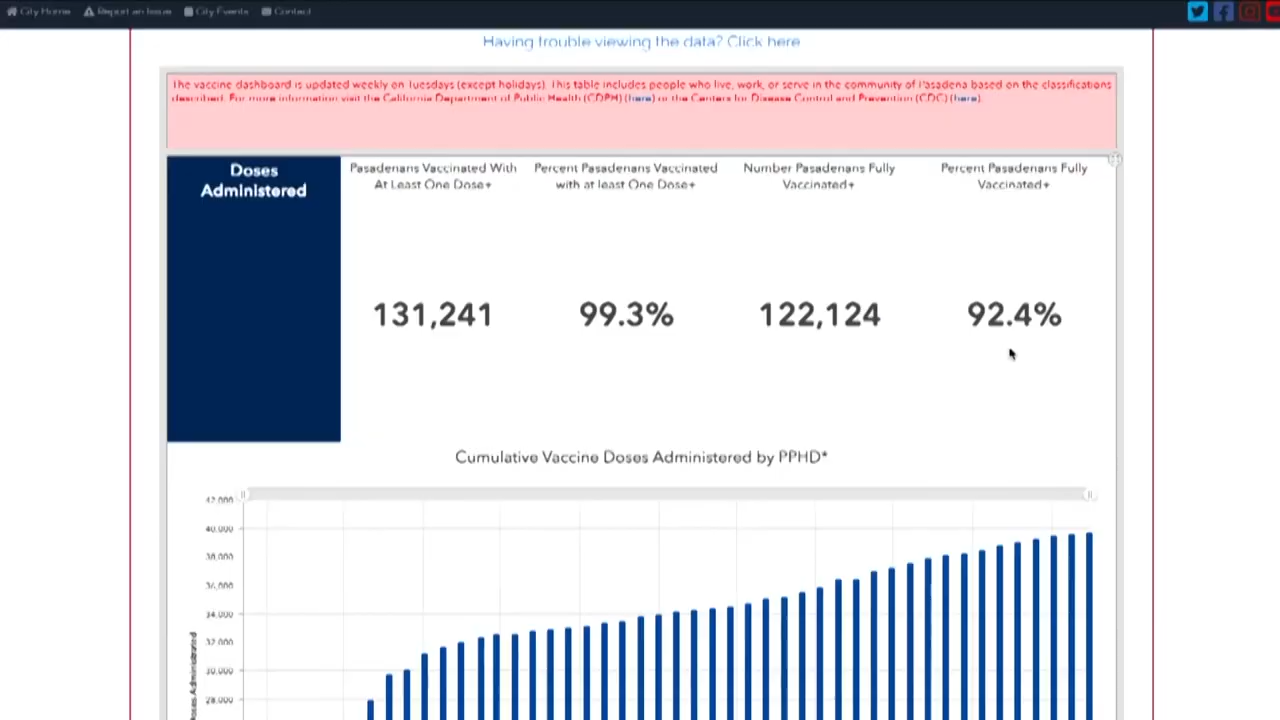 City Home Report an Issue City Events Contact
Having trouble viewing the data? Click here
The vaccine dashboard is updated weekly on Tuesdays (except holidays). This table includes people who live, work, or serve in the community of Pasadena based on the classifications
described. For more information visit the California Department of Public Health (CDPH) (here) or the Centers for Disease Control and Prevention (CDC) (here).
Doses
Administered
Pasadenans Vaccinated With
At Least One Dose+
Percent Pasadenans Vaccinated
with at least One Dose+
Number Pasadenans Fully
Vaccinated+
Percent Pasadenans Fully
Vaccinated+
131,241
99.3%
122,124
92.4%
Cumulative Vaccine Doses Administered by PPHD*
42,000
40,000
38,000
36,000
34,000
32,000
30,000
28,000
Doses Administered